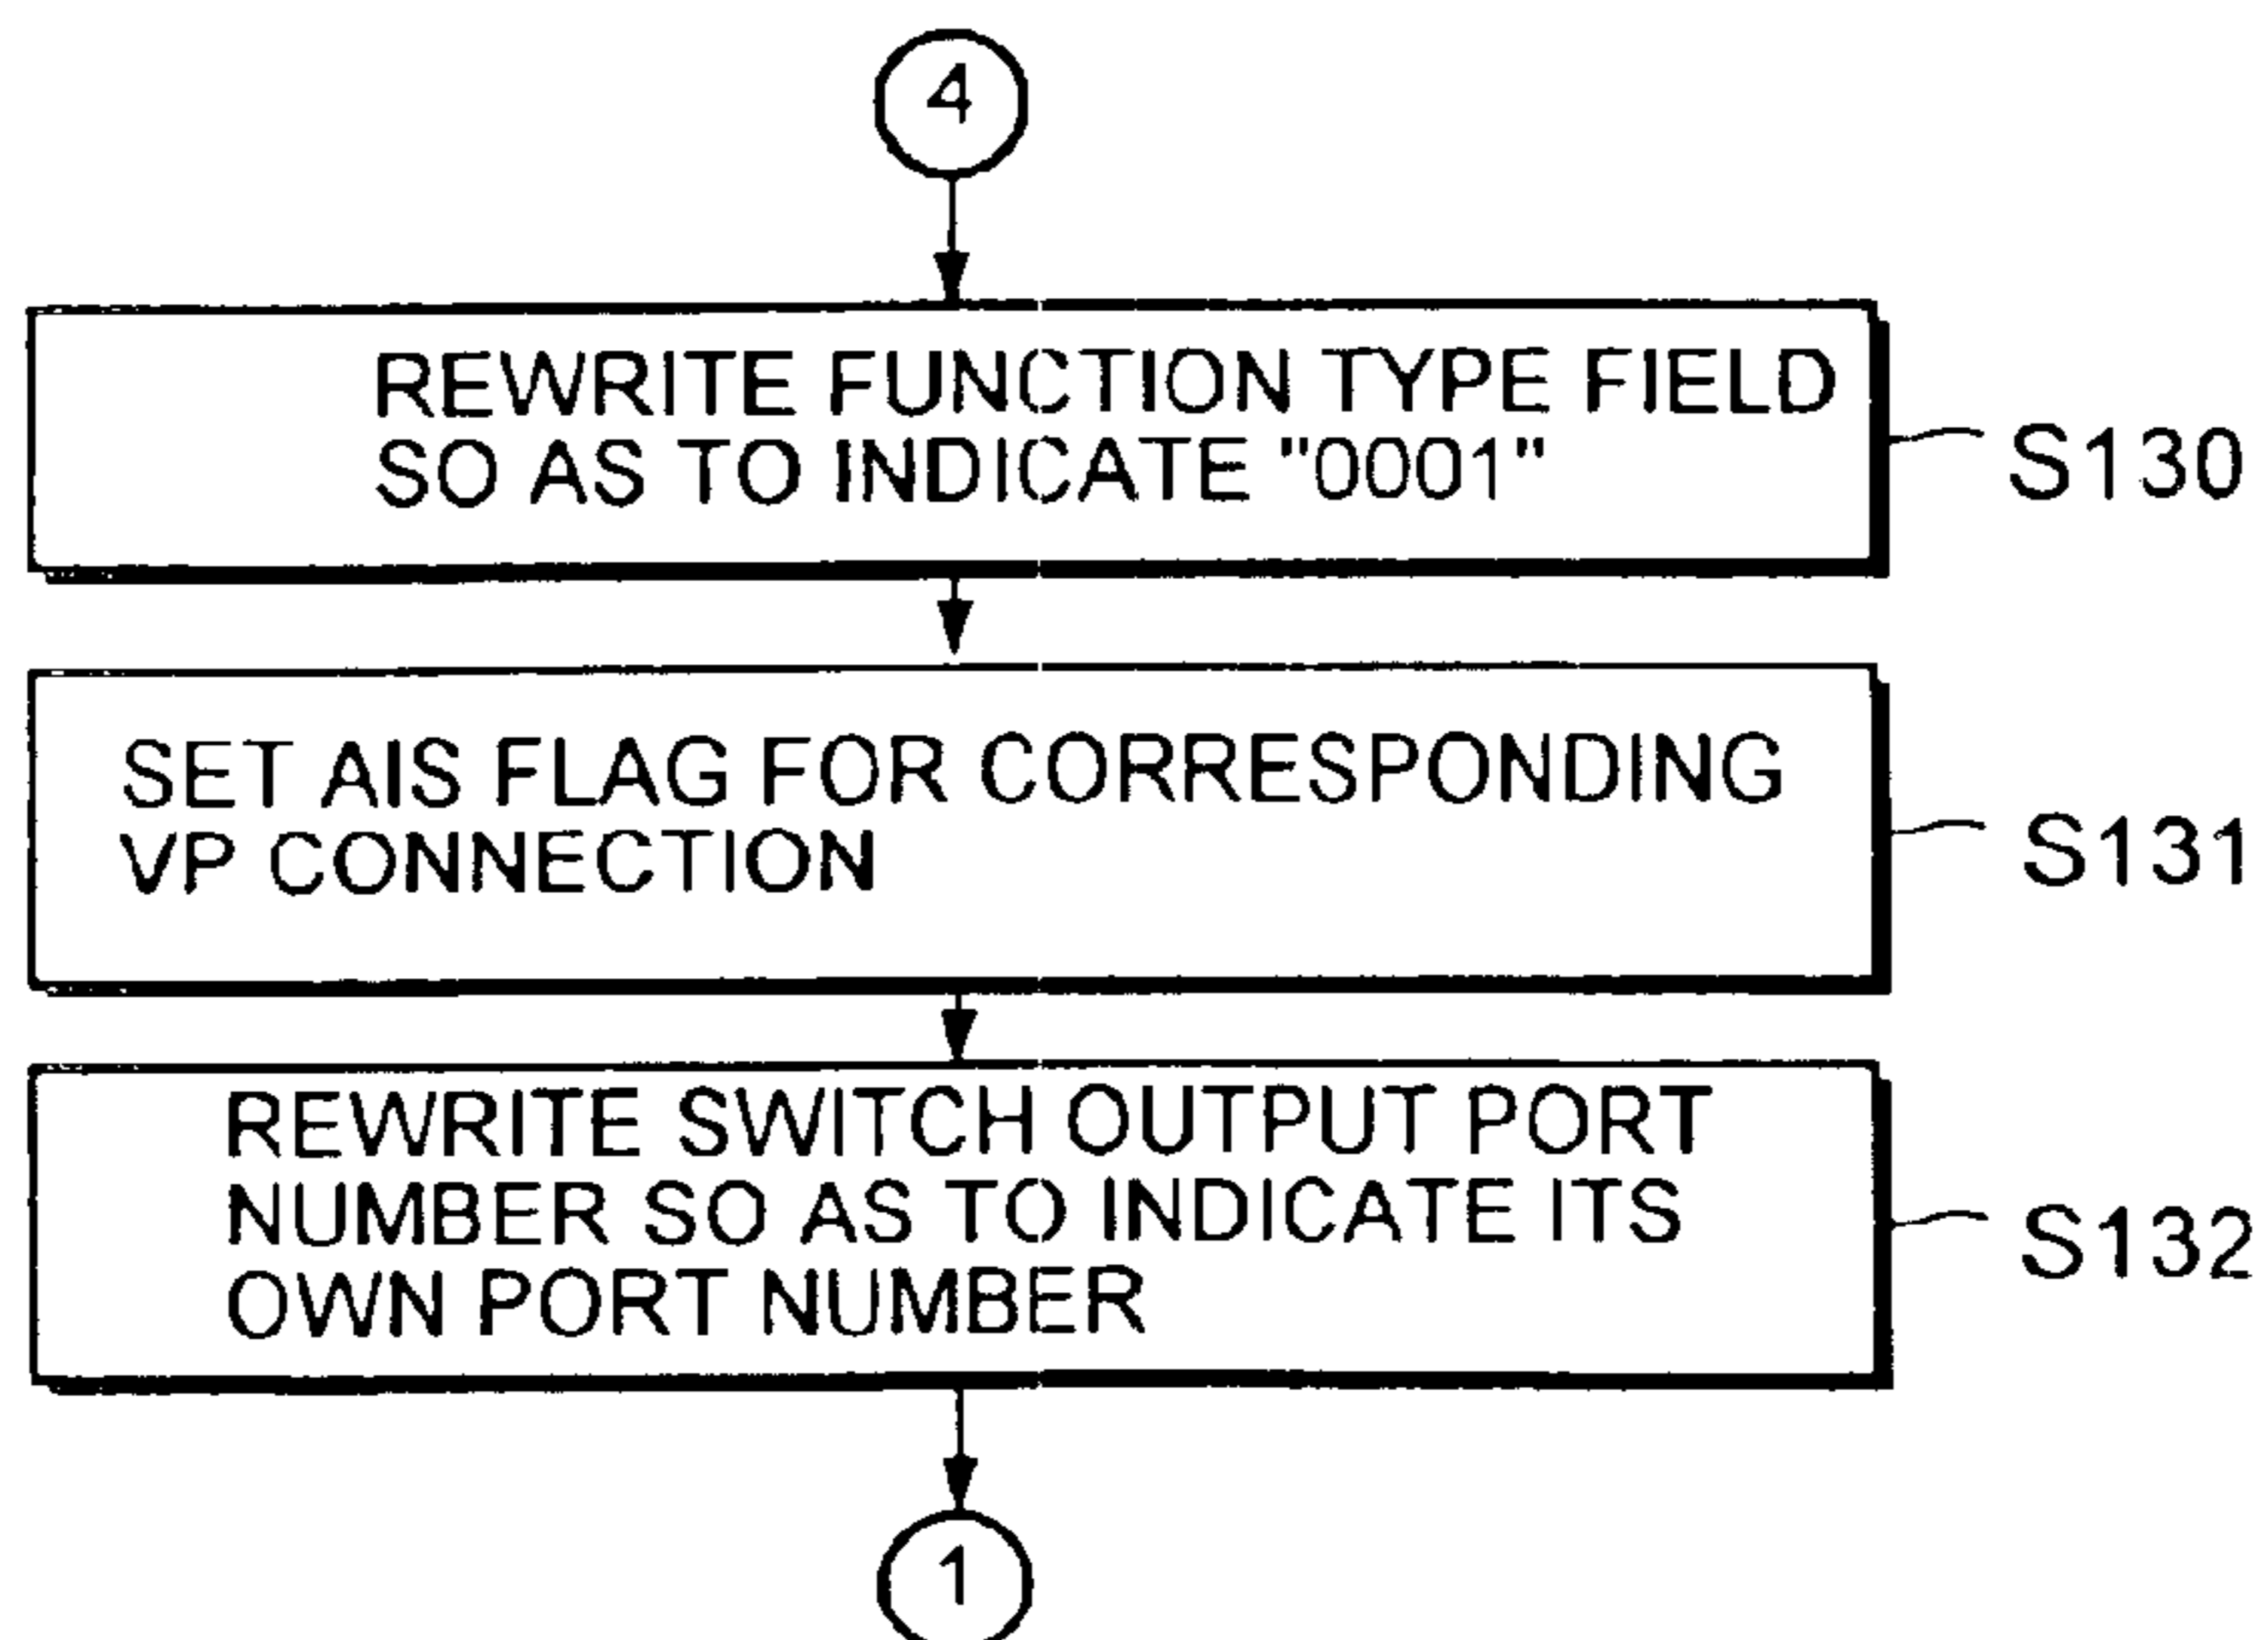 4
REWRITE FUNCTION TYPE FIELD
SO AS TO INDICATE "0001"
S130
SET AIS FLAG FOR CORRESPONDING
VP CONNECTION
S131
REWRITE SWITCH OUTPUT PORT
NUMBER SO AS TO INDICATE ITS
OWN PORT NUMBER
S132
1